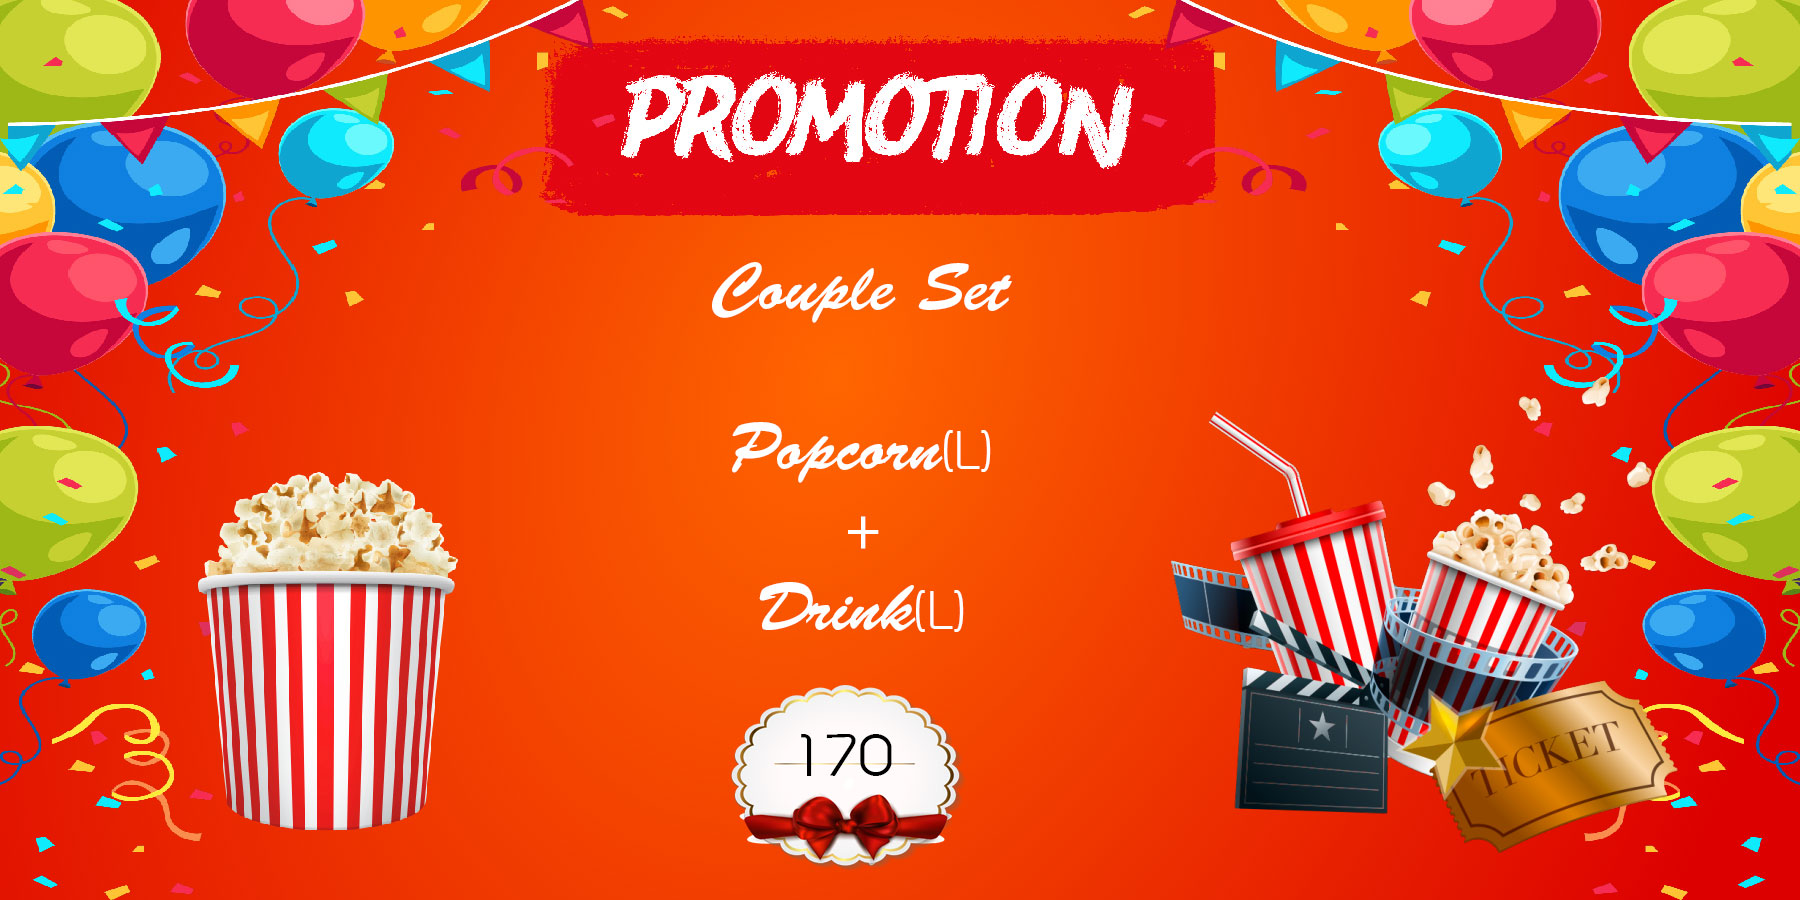 PROMOTION
Couple Set
Popcorn(L)
+
Drink(L)
170
TICKET